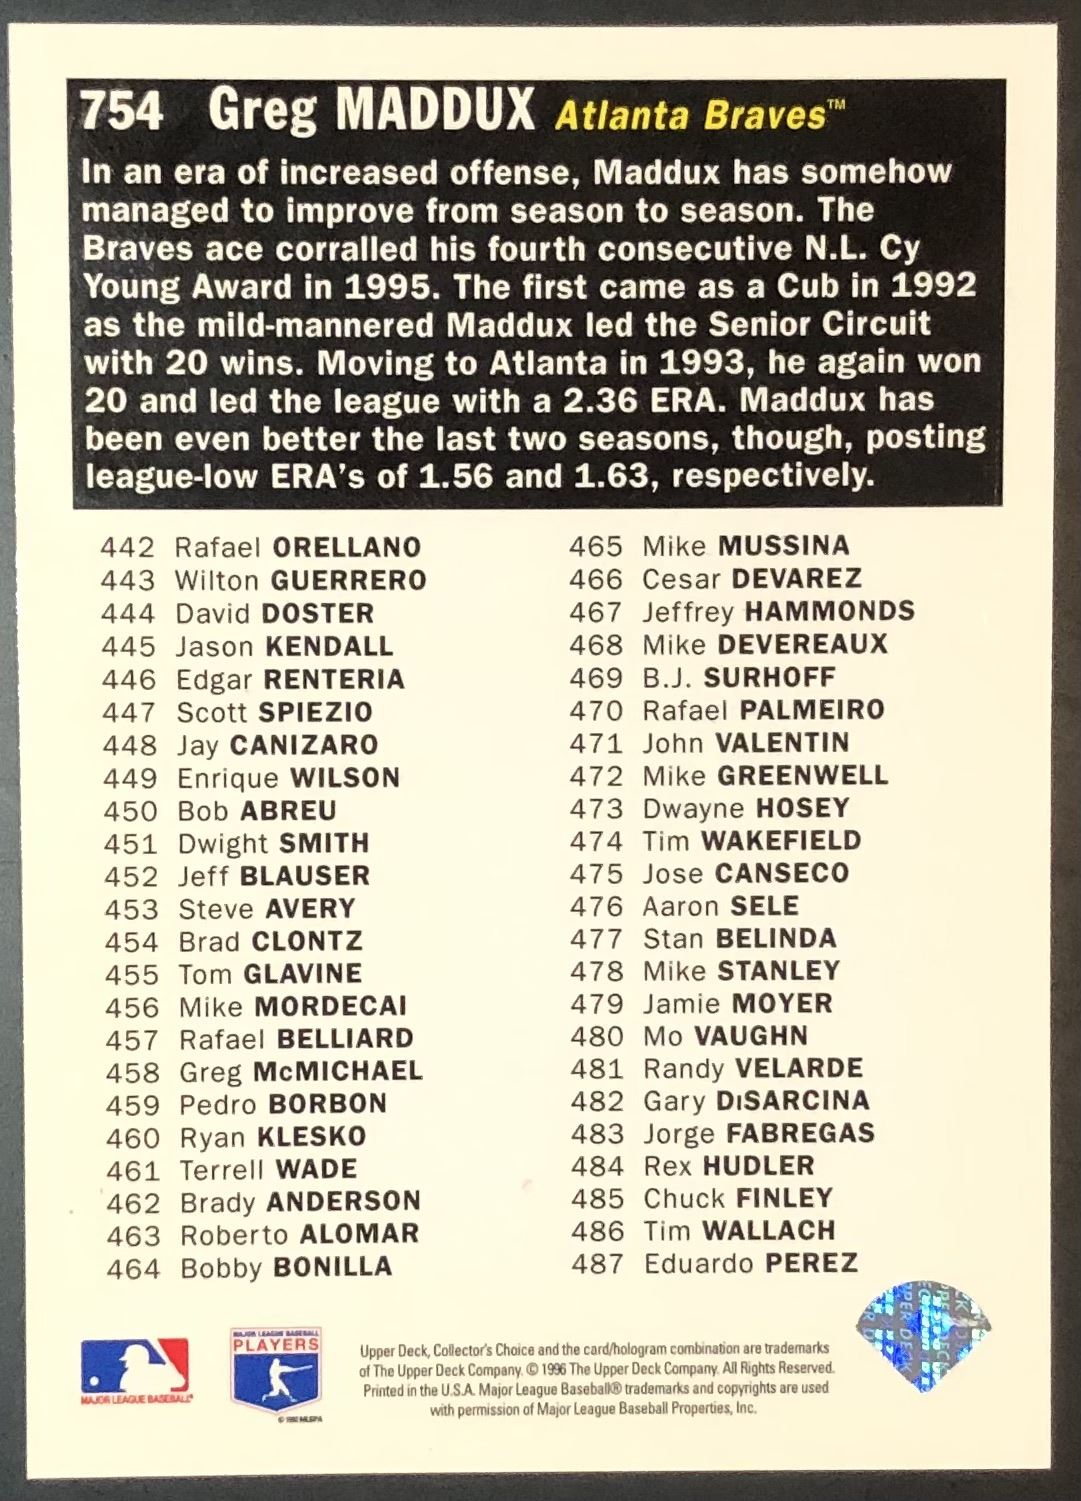 754 Greg MADDUX Atlanta Braves™
In an era of increased offense, Maddux has somehow
managed to improve from season to season. The
Braves ace corralled his fourth consecutive N.L. Cy
Young Award in 1995. The first came as a Cub in 1992
as the mild-mannered Maddux led the Senior Circuit
with 20 wins. Moving to Atlanta in 1993, he again won
20 and led the league with a 2.36 ERA. Maddux has
been even better the last two seasons, though, posting
league-low ERA's of 1.56 and 1.63, respectively.
442 Rafael ORELLANO
443 Wilton GUERRERO
444 David DOSTER
445 Jason KENDALL
446 Edgar RENTERIA
447 Scott SPIEZIO
448 Jay CANIZARO
449 Enrique WILSON
450 Bob ABREU
451 Dwight SMITH
452 Jeff BLAUSER
453 Steve AVERY
454 Brad CLONTZ
455 Tom GLAVINE
456 Mike MORDECAI
457 Rafael BELLIARD
458 Greg McMICHAEL
459 Pedro BORBON
460 Ryan KLESKO
461 Terrell WADE
462 Brady ANDERSON
463 Roberto ALOMAR
464 Bobby BONILLA
465 Mike MUSSINA
466 Cesar DEVAREZ
467 Jeffrey HAMMONDS
468 Mike DEVEREAUX
469 B.J. SURHOFF
470 Rafael PALMEIRO
471 John VALENTIN
472 Mike GREENWELL
473 Dwayne HOSEY
474 Tim WAKEFIELD
475 Jose CANSECO
476 Aaron SELE
477 Stan BELINDA
478 Mike STANLEY
479 Jamie MOYER
480 Mo VAUGHN
481 Randy VELARDE
482 Gary DiSARCINA
483 Jorge FABREGAS
484 Rex HUDLER
485 Chuck FINLEY
486 Tim WALLACH
487 Eduardo PEREZ
MAJOR LEAGUE BASEBALL
MAJOR LEAGUE BASEBALL
PLAYERS
Upper Deck, Collector's Choice and the card/hologram combination are trademarks
of The Upper Deck Company. © 1996 The Upper Deck Company. All Rights Reserved.
Printed in the U.S.A. Major League Baseball® trademarks and copyrights are used
with permission of Major League Baseball Properties, Inc.